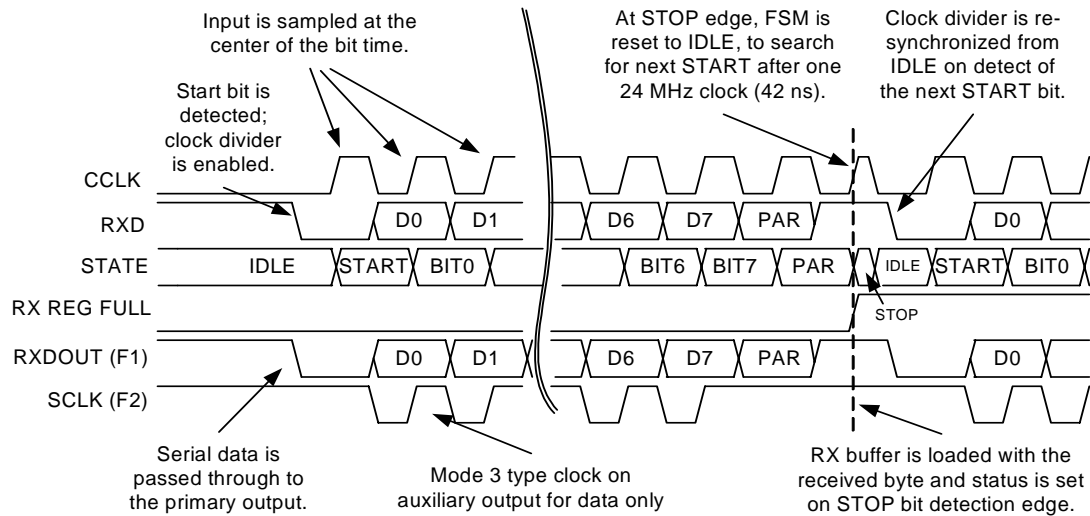 Input is sampled at the
center of the bit time.
At STOP edge, FSM is
reset to IDLE, to search
for next START after one
24 MHz clock (42 ns).
Clock divider is re-
synchronized from
IDLE on detect of
the next START bit.
Start bit is
detected;
clock divider
is enabled.
CCLK
RXD D0 D1 D6 D7 PAR D0
STATE IDLE START BIT0 BIT6 BIT7 PAR IDLE START BIT0
RX REG FULL STOP
RXDOUT (F1) D0 D1 D6 D7 PAR D0
SCLK (F2)
Serial data is
passed through to
the primary output.
Mode 3 type clock on
auxiliary output for data only
RX buffer is loaded with the
received byte and status is set
on STOP bit detection edge.